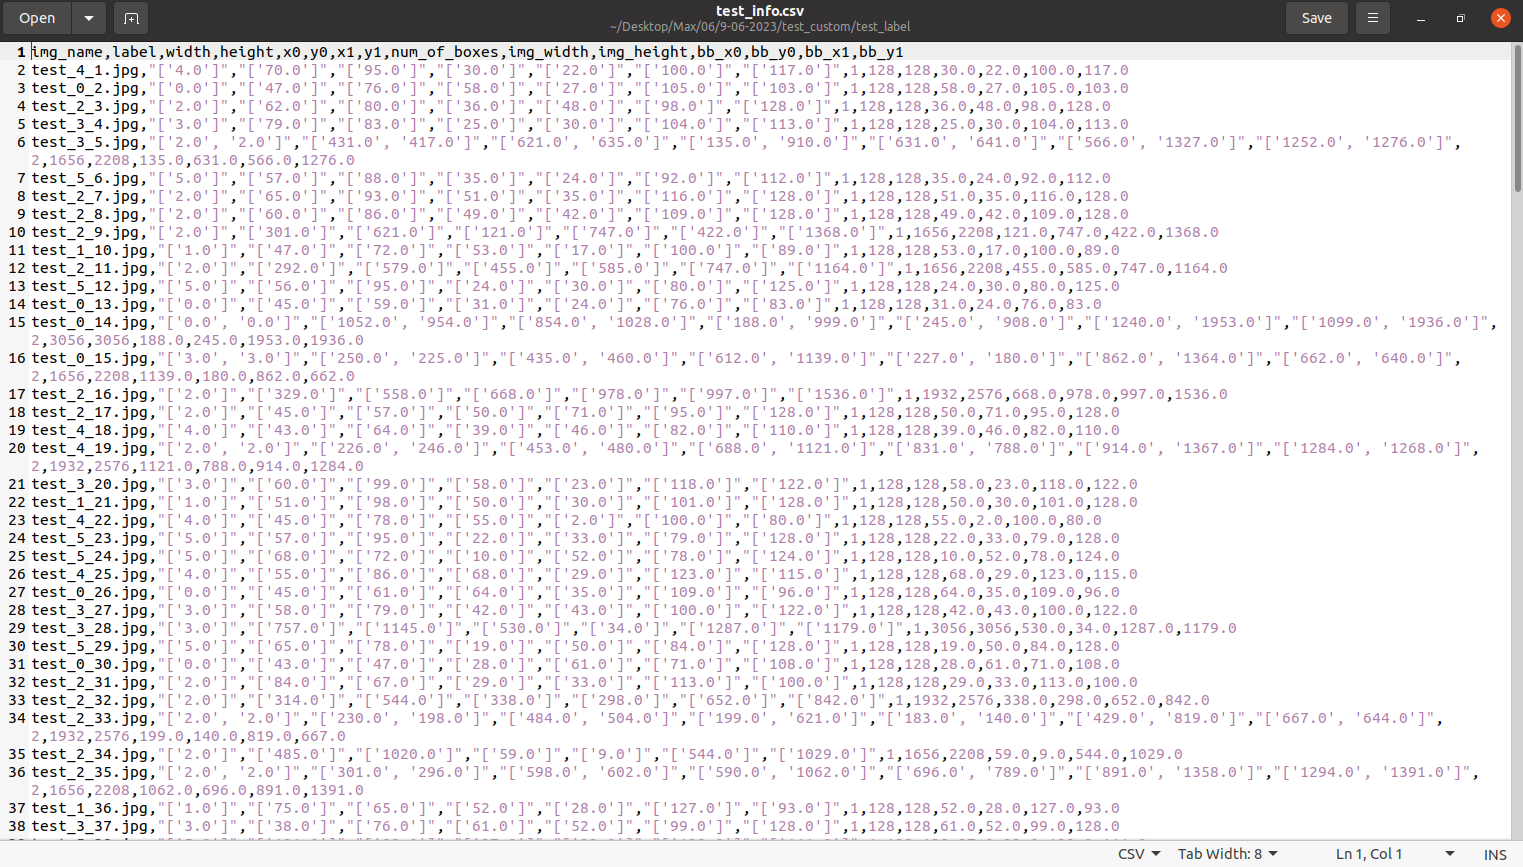 Open
test_info.csv
~/Desktop/Max/06/9-06-2023/test_custom/test_label
Save
1 img_name,label,width,height,x0,y0,x1,y1,num_of_boxes,img_width,img_height,bb_x0,bb_y0,bb_x1,bb_y1
2 test_4_1.jpg,"['4.0']","['70.0']","['95.0']","['30.0']","['22.0']","['100.0']","['117.0']",1,128,128,30.0,22.0,100.0,117.0
3 test_0_2.jpg,"['0.0']","['47.0']","['76.0']","['58.0']","['27.0']","['105.0']","['103.0']",1,128,128,58.0,27.0,105.0,103.0
4 test_2_3.jpg,"['2.0']","['62.0']","['80.0']","['36.0']","['48.0']","['98.0']","['128.0']",1,128,128,36.0,48.0,98.0,128.0
5 test_3_4.jpg,"['3.0']","['79.0']","['83.0']","['25.0']","['30.0']","['104.0']","['113.0']",1,128,128,25.0,30.0,104.0,113.0
6 test_3_5.jpg,"['2.0', '2.0']","['431.0', '417.0']","['621.0', '635.0']","['135.0', '910.0']","['631.0', '641.0']","['566.0', '1327.0']","['1252.0', '1276.0']",
2,1656,2208,135.0,631.0,566.0,1276.0
7 test_5_6.jpg,"['5.0']","['57.0']","['88.0']","['35.0']","['24.0']","['92.0']","['112.0']",1,128,128,35.0,24.0,92.0,112.0
8 test_2_7.jpg,"['2.0']","['65.0']","['93.0']","['51.0']","['35.0']","['116.0']","['128.0']",1,128,128,51.0,35.0,116.0,128.0
9 test_2_8.jpg,"['2.0']","['60.0']","['86.0']","['49.0']","['42.0']","['109.0']","['128.0']",1,128,128,49.0,42.0,109.0,128.0
10 test_2_9.jpg,"['2.0']","['301.0']","['621.0']","['121.0']","['747.0']","['422.0']","['1368.0']",1,1656,2208,121.0,747.0,422.0,1368.0
11 test_1_10.jpg,"['1.0']","['47.0']","['72.0']","['53.0']","['17.0']","['100.0']","['89.0']",1,128,128,53.0,17.0,100.0,89.0
12 test_2_11.jpg,"['2.0']","['292.0']","['579.0']","['455.0']","['585.0']","['747.0']","['1164.0']",1,1656,2208,455.0,585.0,747.0,1164.0
13 test_5_12.jpg,"['5.0']","['56.0']","['95.0']","['24.0']","['30.0']","['80.0']","['125.0']",1,128,128,24.0,30.0,80.0,125.0
14 test_0_13.jpg,"['0.0']","['45.0']","['59.0']","['31.0']","['24.0']","['76.0']","['83.0']",1,128,128,31.0,24.0,76.0,83.0
15 test_0_14.jpg,"['0.0', '0.0']","['1052.0', '954.0']","['854.0', '1028.0']","['188.0', '999.0']","['245.0', '908.0']","['1240.0', '1953.0']","['1099.0', '1936.0']",
2,3056,3056,188.0,245.0,1953.0,1936.0
16 test_0_15.jpg,"['3.0', '3.0']","['250.0', '225.0']","['435.0', '460.0']","['612.0', '1139.0']","['227.0', '180.0']","['862.0', '1364.0']","['662.0', '640.0']",
2,1656,2208,1139.0,180.0,862.0,662.0
17 test_2_16.jpg,"['2.0']","['329.0']","['558.0']","['668.0']","['978.0']","['997.0']","['1536.0']",1,1932,2576,668.0,978.0,997.0,1536.0
18 test_2_17.jpg,"['2.0']","['45.0']","['57.0']","['50.0']","['71.0']","['95.0']","['128.0']",1,128,128,50.0,71.0,95.0,128.0
19 test_4_18.jpg,"['4.0']","['43.0']","['64.0']","['39.0']","['46.0']","['82.0']","['110.0']",1,128,128,39.0,46.0,82.0,110.0
20 test_4_19.jpg,"['2.0', '2.0']","['226.0', '246.0']","['453.0', '480.0']","['688.0', '1121.0']","['831.0', '788.0']","['914.0', '1367.0']","['1284.0', '1268.0']",
2,1932,2576,1121.0,788.0,914.0,1284.0
21 test_3_20.jpg,"['3.0']","['60.0']","['99.0']","['58.0']","['23.0']","['118.0']","['122.0']",1,128,128,58.0,23.0,118.0,122.0
22 test_1_21.jpg,"['1.0']","['51.0']","['98.0']","['50.0']","['30.0']","['101.0']","['128.0']",1,128,128,50.0,30.0,101.0,128.0
23 test_4_22.jpg,"['4.0']","['45.0']","['78.0']","['55.0']","['2.0']","['100.0']","['80.0']",1,128,128,55.0,2.0,100.0,80.0
24 test_5_23.jpg,"['5.0']","['57.0']","['95.0']","['22.0']","['33.0']","['79.0']","['128.0']",1,128,128,22.0,33.0,79.0,128.0
25 test_5_24.jpg,"['5.0']","['68.0']","['72.0']","['10.0']","['52.0']","['78.0']","['124.0']",1,128,128,10.0,52.0,78.0,124.0
26 test_4_25.jpg,"['4.0']","['55.0']","['86.0']","['68.0']","['29.0']","['123.0']","['115.0']",1,128,128,68.0,29.0,123.0,115.0
27 test_0_26.jpg,"['0.0']","['45.0']","['61.0']","['64.0']","['35.0']","['109.0']","['96.0']",1,128,128,64.0,35.0,109.0,96.0
28 test_3_27.jpg,"['3.0']","['58.0']","['79.0']","['42.0']","['43.0']","['100.0']","['122.0']",1,128,128,42.0,43.0,100.0,122.0
29 test_3_28.jpg,"['3.0']","['757.0']","['1145.0']","['530.0']","['34.0']","['1287.0']","['1179.0']",1,3056,3056,530.0,34.0,1287.0,1179.0
30 test_5_29.jpg,"['5.0']","['65.0']","['78.0']","['19.0']","['50.0']","['84.0']","['128.0']",1,128,128,19.0,50.0,84.0,128.0
31 test_0_30.jpg,"['0.0']","['43.0']","['47.0']","['28.0']","['61.0']","['71.0']","['108.0']",1,128,128,28.0,61.0,71.0,108.0
32 test_2_31.jpg,"['2.0']","['84.0']","['67.0']","['29.0']","['33.0']","['113.0']","['100.0']",1,128,128,29.0,33.0,113.0,100.0
33 test_2_32.jpg,"['2.0']","['314.0']","['544.0']","['338.0']","['298.0']","['652.0']","['842.0']",1,1932,2576,338.0,298.0,652.0,842.0
34 test_2_33.jpg,"['2.0', '2.0']","['230.0', '198.0']","['484.0', '504.0']","['199.0', '621.0']","['183.0', '140.0']","['429.0', '819.0']","['667.0', '644.0']",
2,1932,2576,199.0,140.0,819.0,667.0
35 test_2_34.jpg,"['2.0']","['485.0']","['1020.0']","['59.0']","['9.0']","['544.0']","['1029.0']",1,1656,2208,59.0,9.0,544.0,1029.0
36 test_2_35.jpg,"['2.0', '2.0']","['301.0', '296.0']","['598.0', '602.0']","['590.0', '1062.0']","['696.0', '789.0']","['891.0', '1358.0']","['1294.0', '1391.0']",
2,1656,2208,1062.0,696.0,891.0,1391.0
37 test_1_36.jpg,"['1.0']","['75.0']","['65.0']","['52.0']","['28.0']","['127.0']","['93.0']",1,128,128,52.0,28.0,127.0,93.0
38 test_3_37.jpg,"['3.0']","['38.0']","['76.0']","['61.0']","['52.0']","['99.0']","['128.0']",1,128,128,61.0,52.0,99.0,128.0
CSV
Tab Width: 8
Ln 1, Col 1
INS